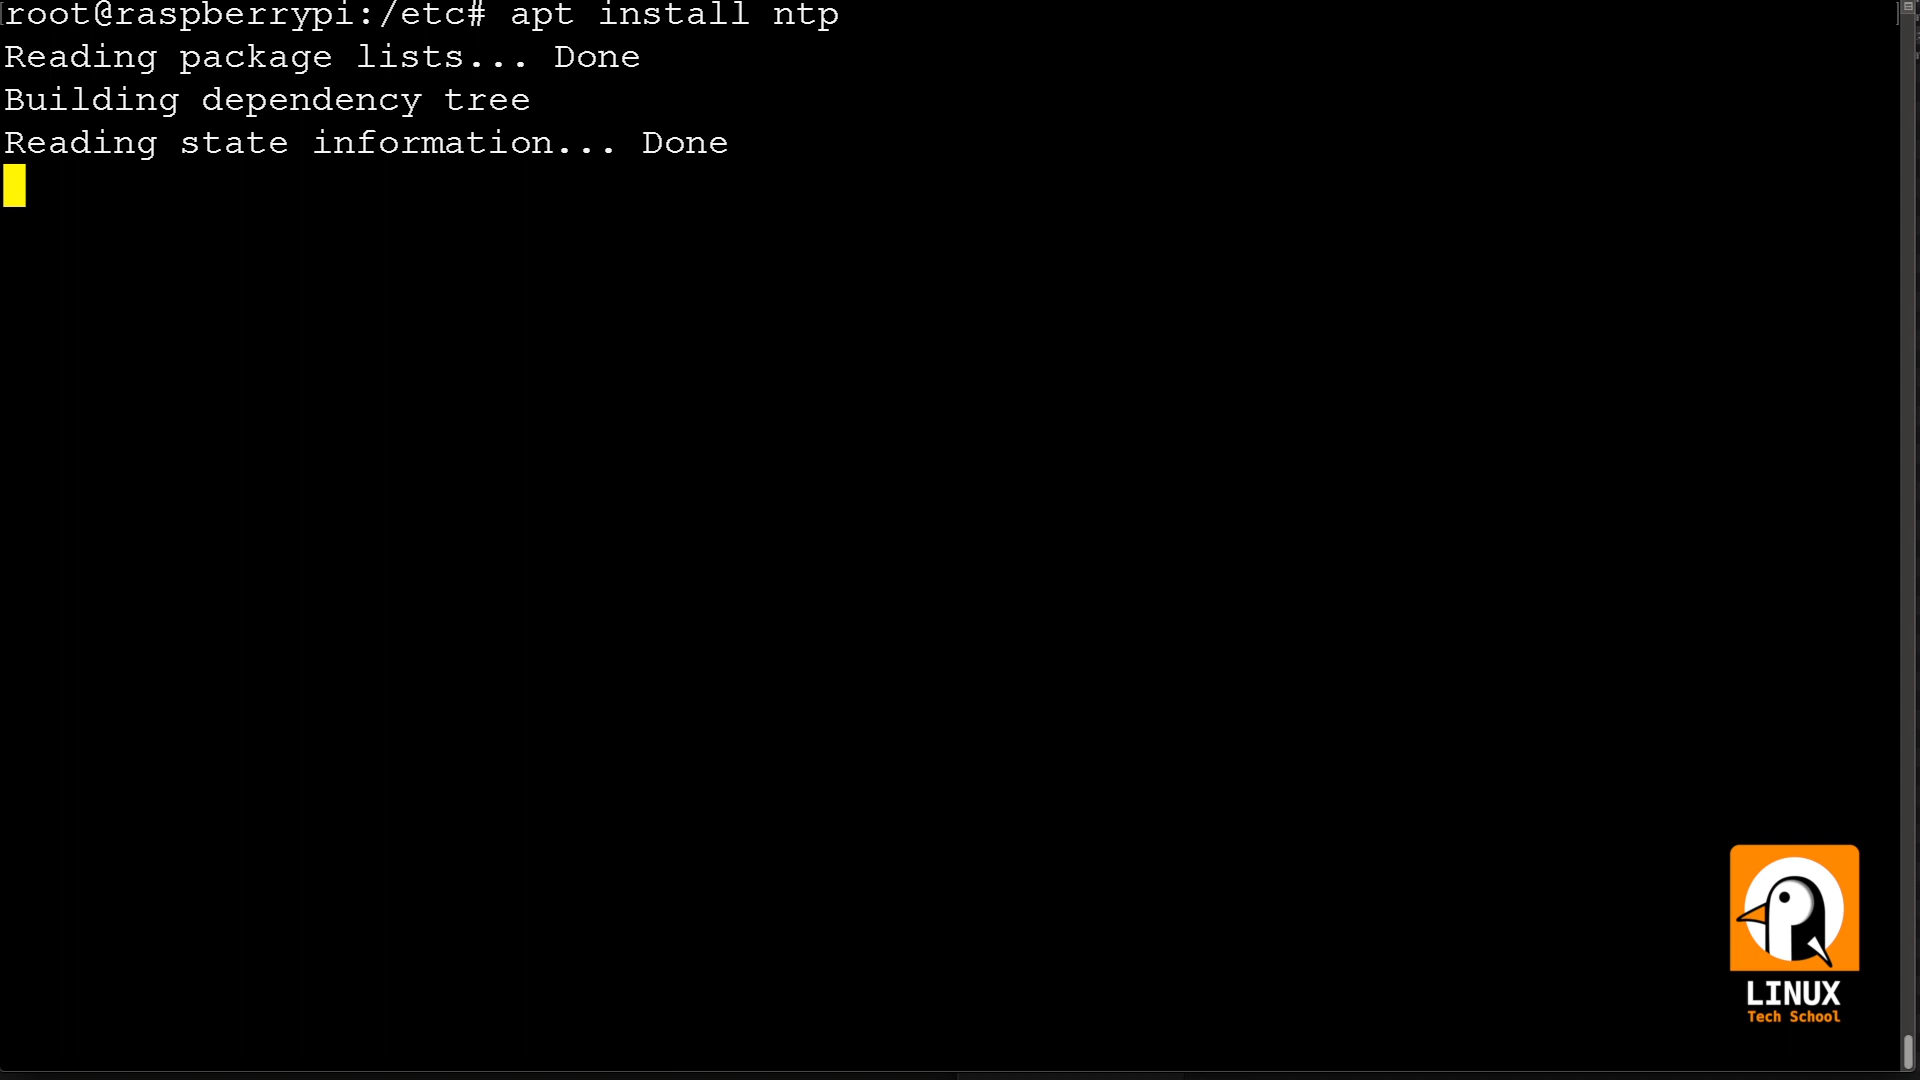 root@raspberrypi:/etc# apt install ntp
Reading package lists... Done
Building dependency tree
Reading state information... Done
LINUX
Tech School